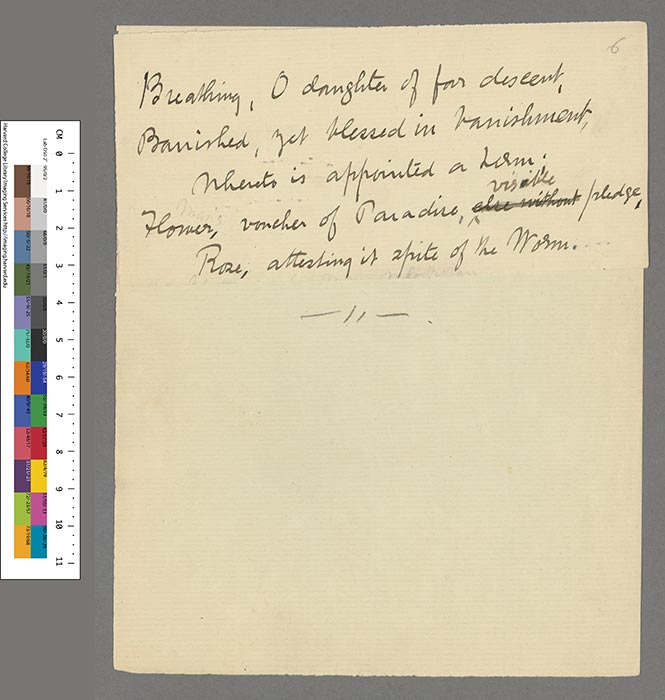 6
Breathing, O daughter of far descent,
Banished, yet blessed in banishment,
Whereto is appointed a term;
visible
Flower, voucher of Paradise, else without pledge,
Rose, attesting it spite of the Worm.
CM 0 1 2 3 4 5 6 7 8 9 10 11
Harvard College Library Imaging Services http://imaging.harvard.edu